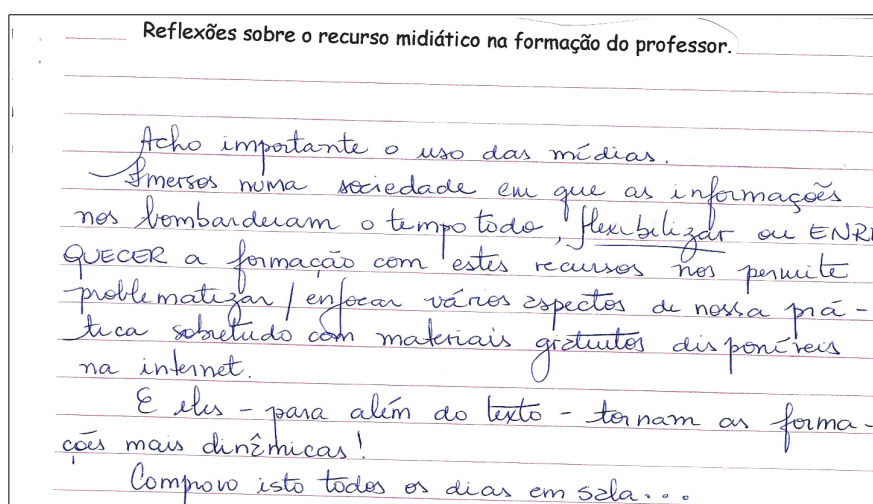 Reflexões sobre o recurso midiático na formação do professor.
Acho importante o uso das mídias.
Imersos numa sociedade em que as informações
nos bombardeiam o tempo todo, flexibilizar ou ENRI
QUECER a formação com estes recursos nos permite
problematizar / enfocar vários aspectos de nossa prá-
tica sobretudo com materiais gratuitos disponíveis
na internet.
E eles - para além do texto - tornam as forma-
ções mais dinâmicas!
Comprovo isto todos os dias em sala...